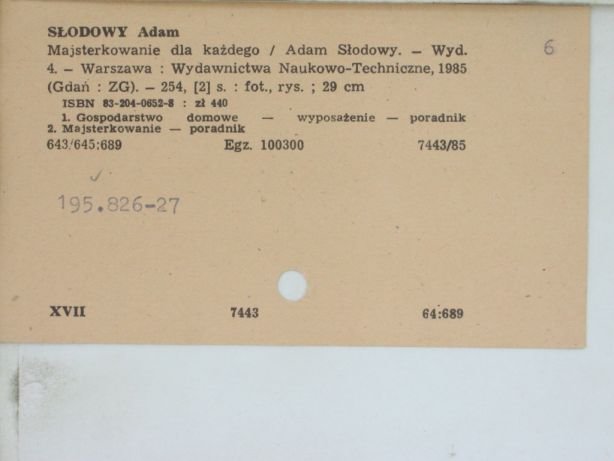 SŁODOWY Adam
Majsterkowanie dla każdego / Adam Słodowy. — Wyd.
6
4. — Warszawa : Wydawnictwa Naukowo-Techniczne, 1985
(Gdań : ZG). — 254, [2] s. : fot., rys. ; 29 cm
ISBN 83-204-0652-8 : zł 440
1. Gospodarstwo domowe — wyposażenie — poradnik
2. Majsterkowanie — poradnik
643/645:689 Egz. 100300 7443/85
195.826-27
XVII 7443 64:689